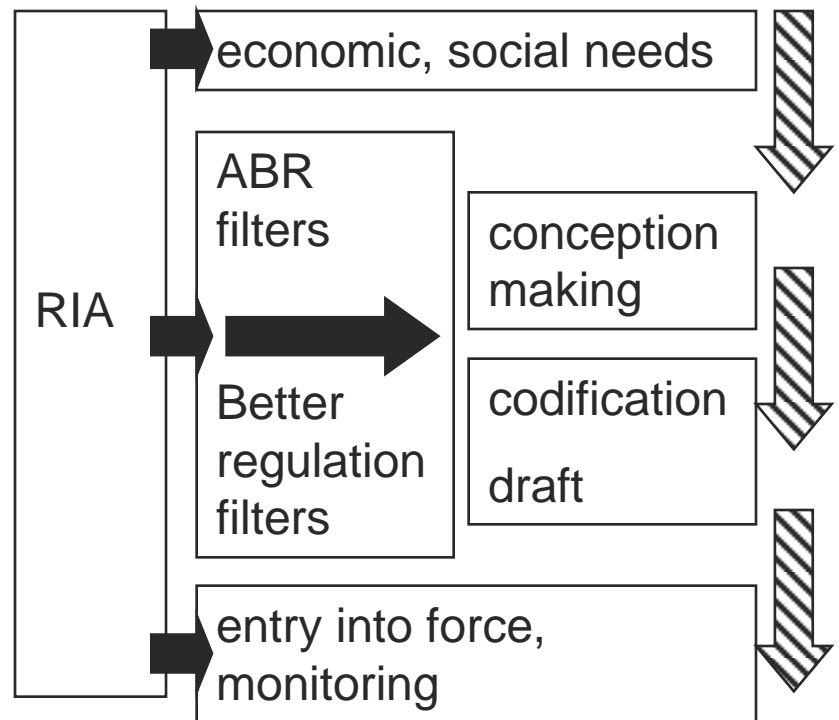 economic, social needs
RIA
ABR
filters
Better
regulation
filters
conception
making
codification
draft
entry into force,
monitoring